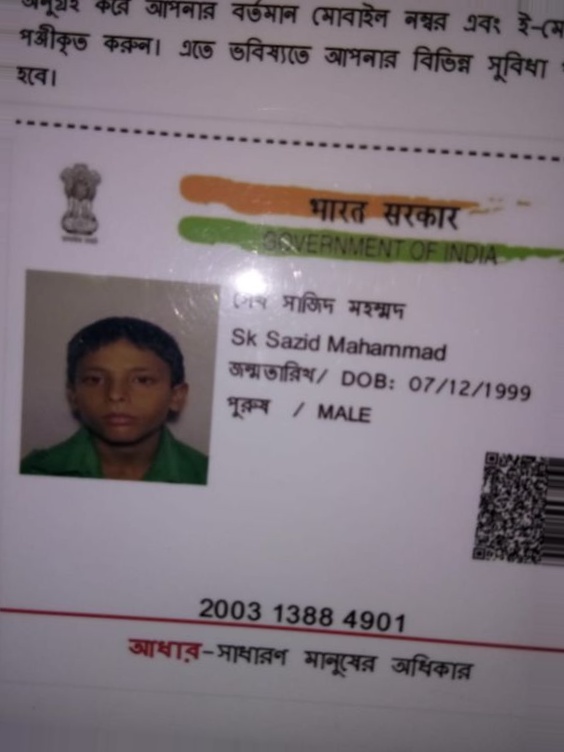 অনুগ্রহ করে আপনার বর্তমান মোবাইল নম্বর এবং
পঞ্জীকৃত করুন। এতে ভবিষ্যতে আপনার বিভিন্ন সুবিধা
হবে।
भारत सरकार
GOVERNMENT OF INDIA
সেখ সাজিদ মহম্মদ
Sk Sazid Mahammad
জন্মতারিখ/ DOB: 07/12/1999
পুরুষ / MALE
2003 1388 4901
আধার-সাধারণ মানুষের অধিকার